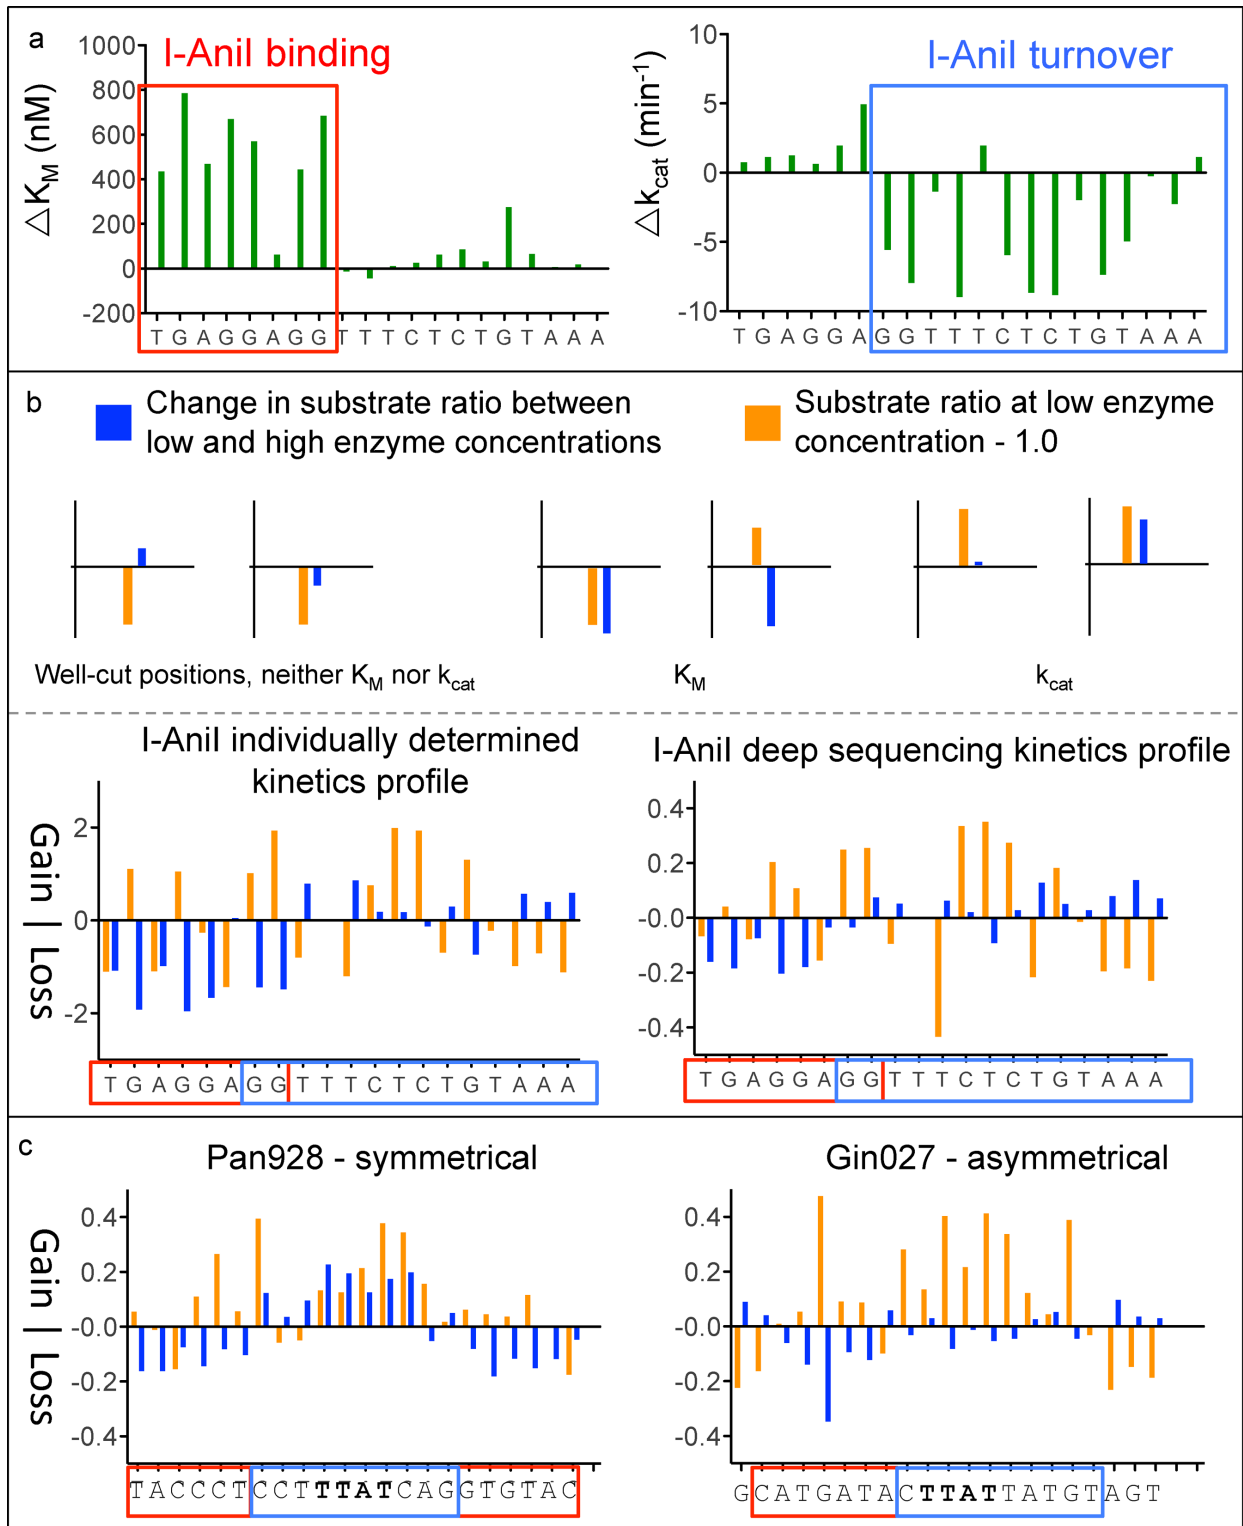 a
I-AniI binding
△K_M (nM)
1000
800
600
400
200
0
-200
T G A G G A G G T T T C T C T G T A A A
I-AniI turnover
△k_cat (min⁻¹)
10
5
0
-5
-10
T G A G G A G G T T T C T C T G T A A A
b
Change in substrate ratio between
low and high enzyme concentrations
Substrate ratio at low enzyme
concentration - 1.0
Well-cut positions, neither K_M nor k_cat
K_M
k_cat
I-AniI individually determined
kinetics profile
Gain | Loss
2
0
-2
T G A G G A G G T T T C T C T G T A A A
I-AniI deep sequencing kinetics profile
0.4
0.2
-0.0
-0.2
-0.4
T G A G G A G G T T T C T C T G T A A A
c
Pan928 - symmetrical
Gain | Loss
0.4
0.2
-0.0
-0.2
-0.4
T A C C C T C C T T T A T C A G G T G T A C
Gin027 - asymmetrical
0.4
0.2
-0.0
-0.2
-0.4
G C A T G A T A C T T A T T A T G T A G T